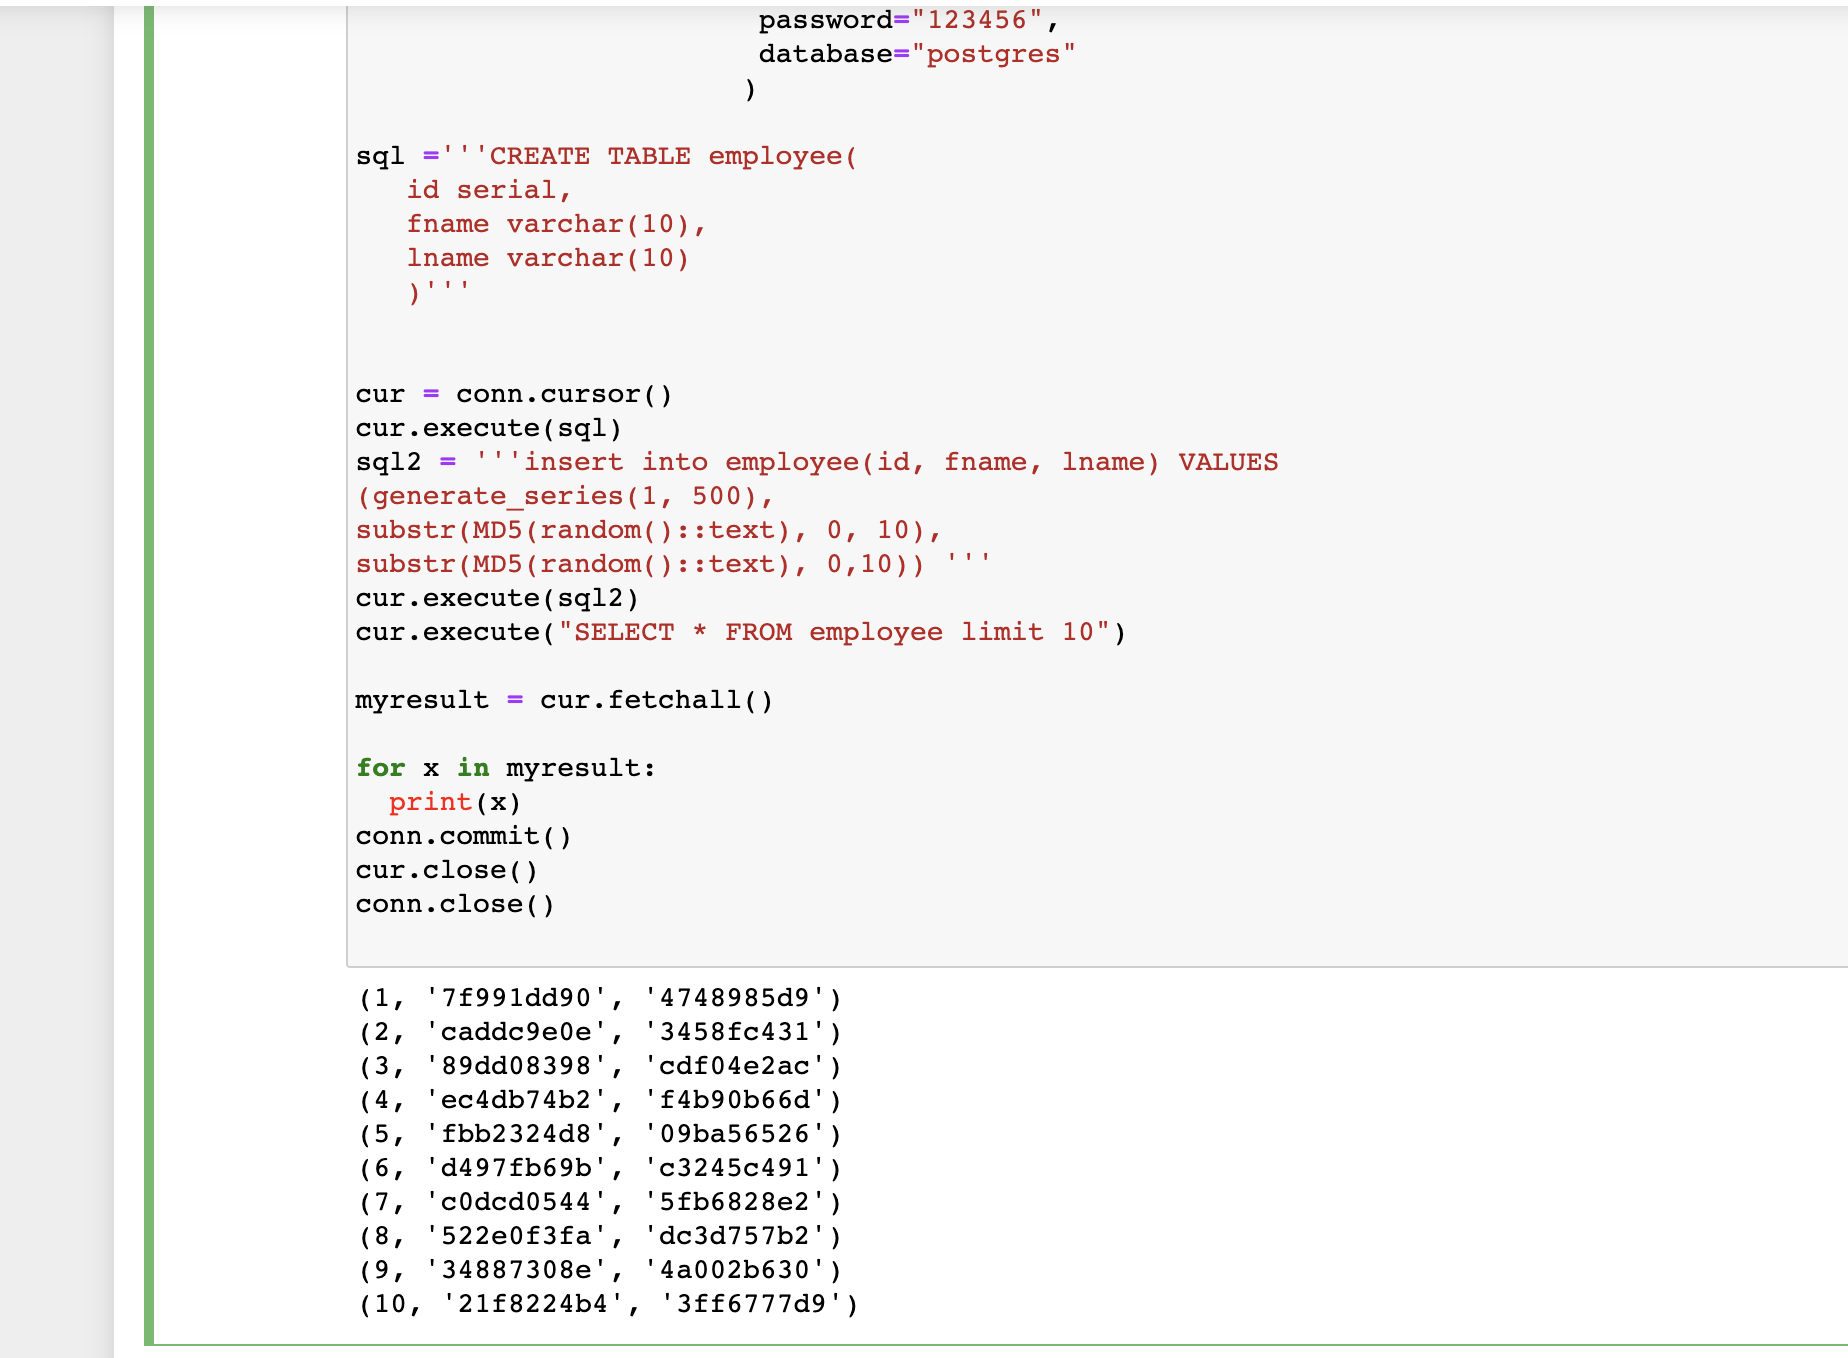 password="123456",
database="postgres"
)
sql ='''CREATE TABLE employee(
id serial,
fname varchar(10),
lname varchar(10)
)'''
cur = conn.cursor()
cur.execute(sql)
sql2 = '''insert into employee(id, fname, lname) VALUES
(generate_series(1, 500),
substr(MD5(random()::text), 0, 10),
substr(MD5(random()::text), 0,10)) '''
cur.execute(sql2)
cur.execute("SELECT * FROM employee limit 10")
myresult = cur.fetchall()
for x in myresult:
print(x)
conn.commit()
cur.close()
conn.close()
(1, '7f991dd90', '4748985d9')
(2, 'caddc9e0e', '3458fc431')
(3, '89dd08398', 'cdf04e2ac')
(4, 'ec4db74b2', 'f4b90b66d')
(5, 'fbb2324d8', '09ba56526')
(6, 'd497fb69b', 'c3245c491')
(7, 'c0dcd0544', '5fb6828e2')
(8, '522e0f3fa', 'dc3d757b2')
(9, '34887308e', '4a002b630')
(10, '21f8224b4', '3ff6777d9')